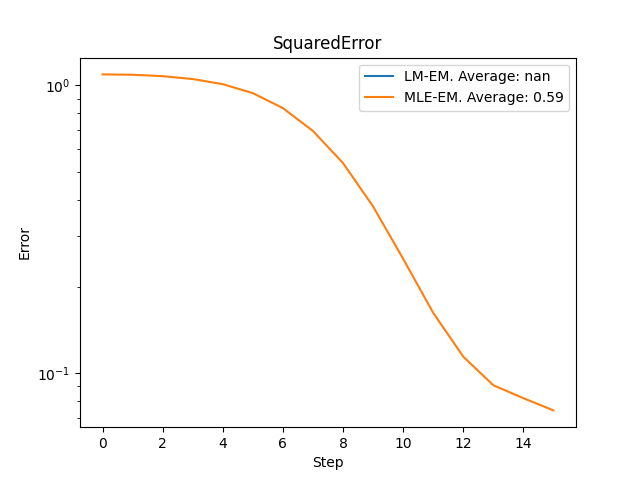 SquaredError
LM-EM. Average: nan
MLE-EM. Average: 0.59
10⁰
10⁻¹
Error
0 2 4 6 8 10 12 14
Step